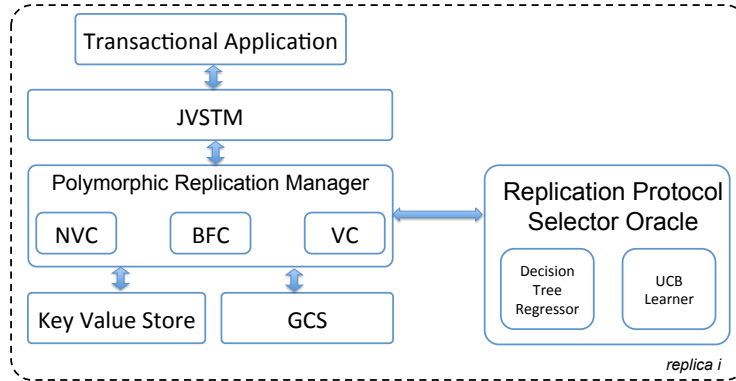 Transactional Application
JVSTM
Polymorphic Replication Manager
NVC
BFC
VC
Key Value Store
GCS
Replication Protocol
Selector Oracle
Decision
Tree
Regressor
UCB
Learner
replica i